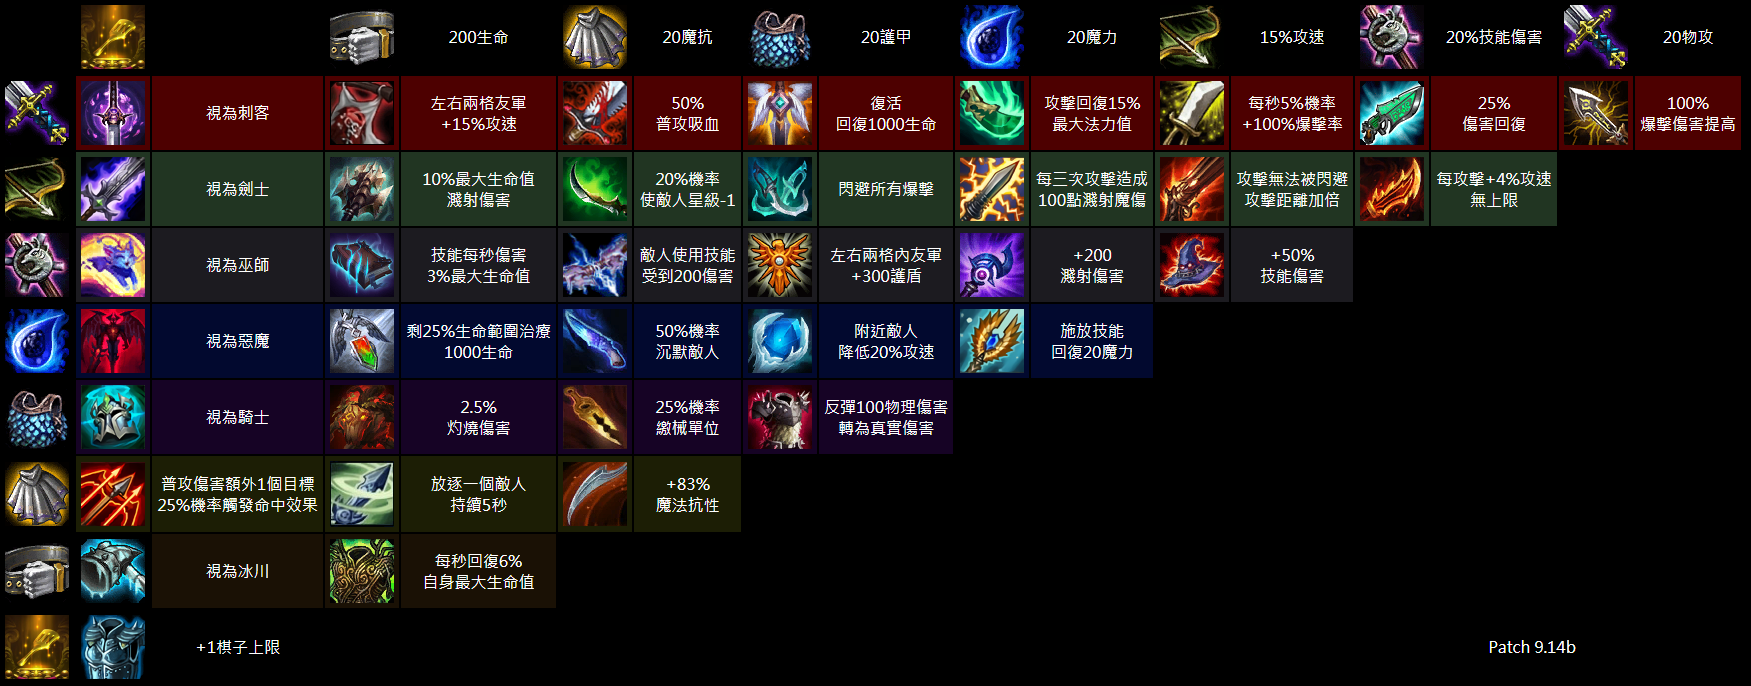 200生命
20魔抗
20護甲
20魔力
15%攻速
20%技能傷害
20物攻
視為刺客
左右兩格友軍
+15%攻速
50%
普攻吸血
復活
回復1000生命
攻擊回復15%
最大法力值
每秒5%機率
+100%爆擊率
25%
傷害回復
100%
爆擊傷害提高
視為劍士
10%最大生命值
濺射傷害
20%機率
使敵人星級-1
閃避所有爆擊
每三次攻擊造成
100點濺射魔傷
攻擊無法被閃避
攻擊距離加倍
每攻擊+4%攻速
無上限
視為巫師
技能每秒傷害
3%最大生命值
敵人使用技能
受到200傷害
左右兩格內友軍
+300護盾
+200
濺射傷害
+50%
技能傷害
視為惡魔
剩25%生命範圍治療
1000生命
50%機率
沉默敵人
附近敵人
降低20%攻速
施放技能
回復20魔力
視為騎士
2.5%
灼燒傷害
25%機率
繳械單位
反彈100物理傷害
轉為真實傷害
普攻傷害額外1個目標
25%機率觸發命中效果
放逐一個敵人
持續5秒
+83%
魔法抗性
視為冰川
每秒回復6%
自身最大生命值
+1棋子上限
Patch 9.14b